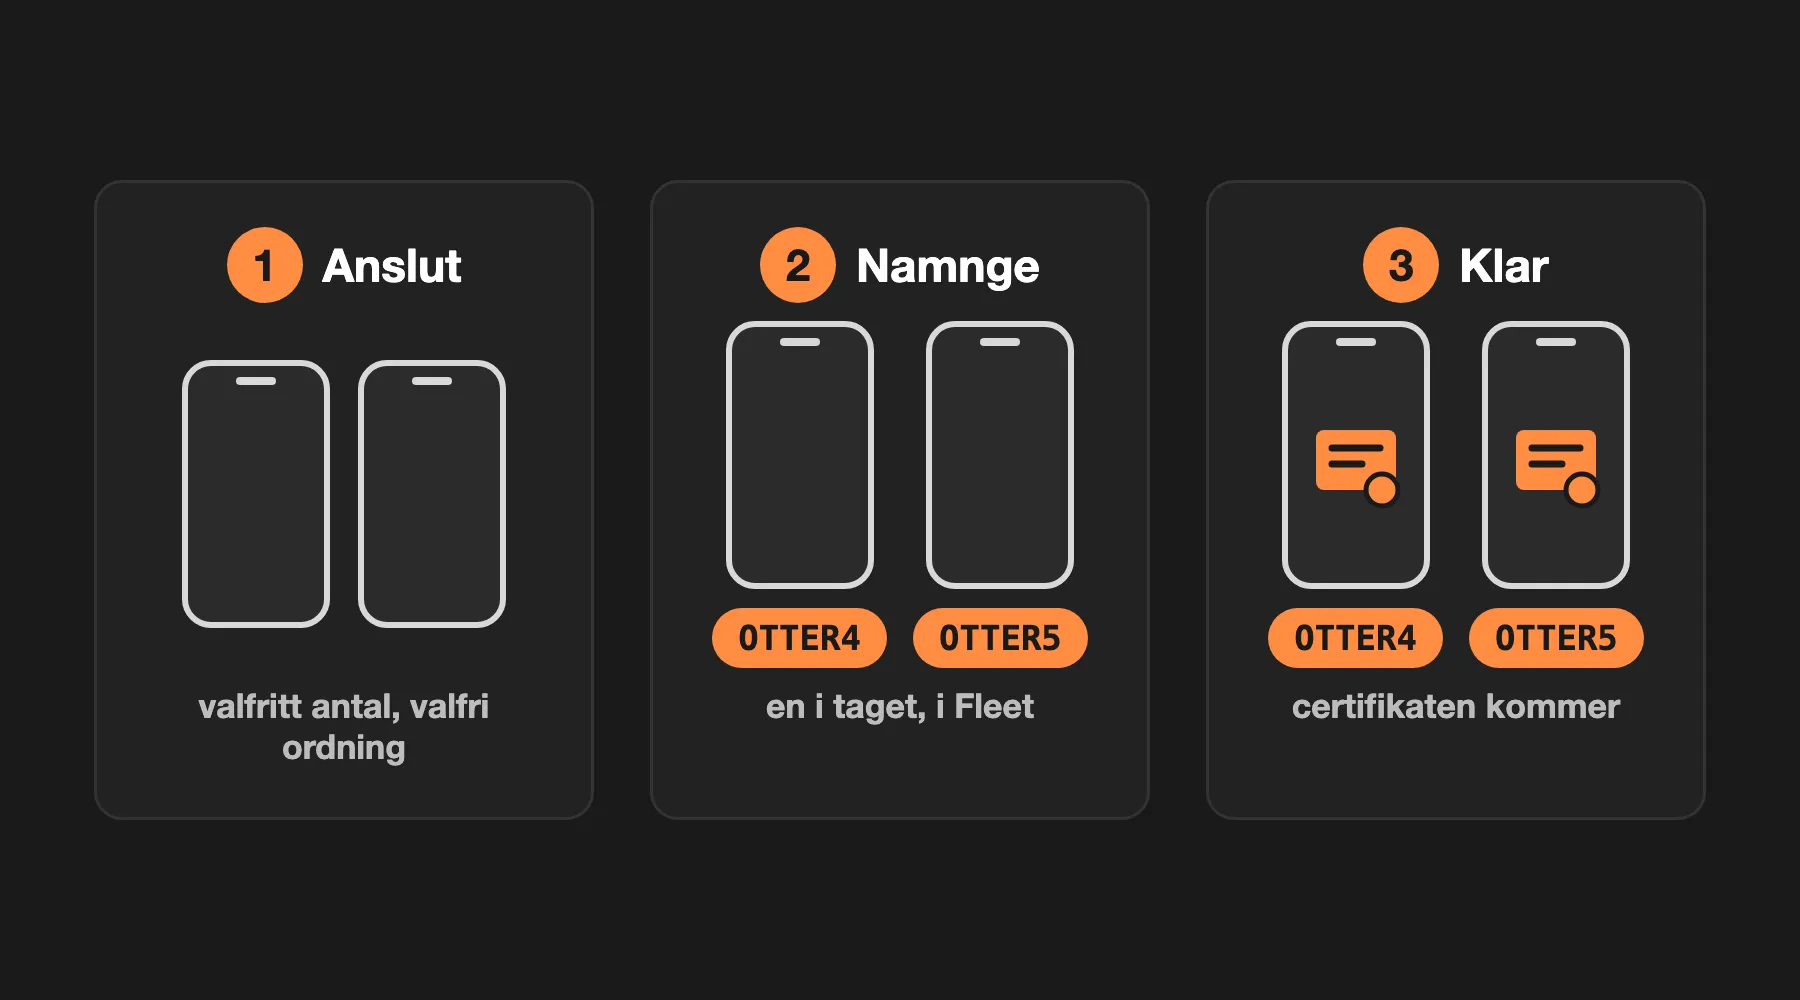 1 Anslut
valfritt antal, valfri
ordning
2 Namnge
OTTER4 OTTER5
en i taget, i Fleet
3 Klar
OTTER4 OTTER5
certifikaten kommer